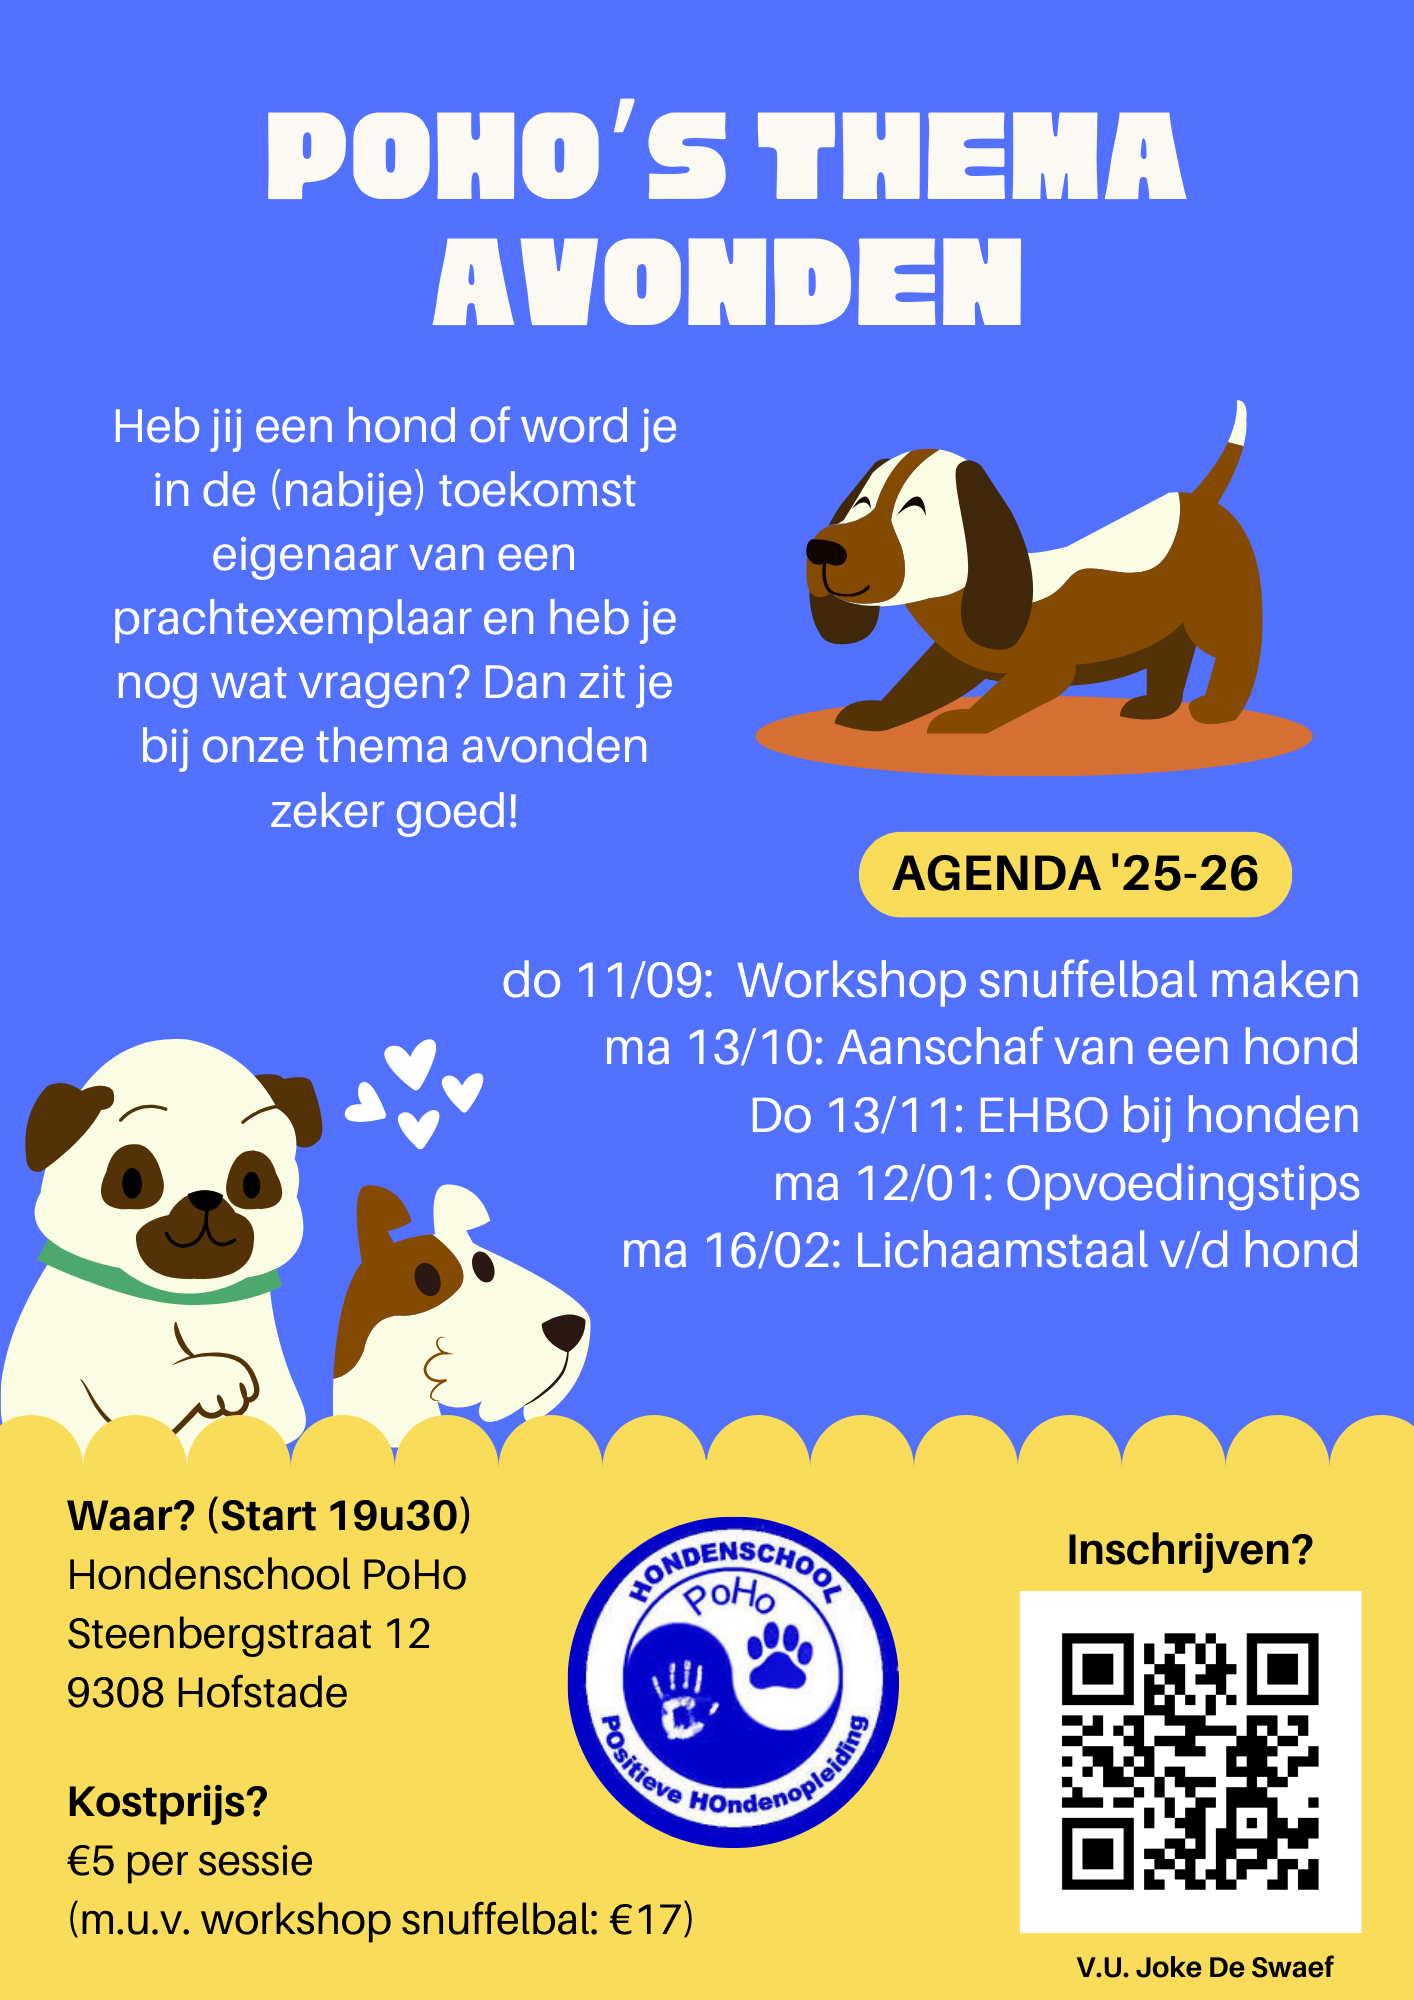 POHO'S THEMA
AVONDEN
Heb jij een hond of word je
in de (nabije) toekomst
eigenaar van een
prachtexemplaar en heb je
nog wat vragen? Dan zit je
bij onze thema avonden
zeker goed!
AGENDA '25-26
do 11/09: Workshop snuffelbal maken
ma 13/10: Aanschaf van een hond
Do 13/11: EHBO bij honden
ma 12/01: Opvoedingstips
ma 16/02: Lichaamstaal v/d hond
Waar? (Start 19u30)
Hondenschool PoHo
Steenbergstraat 12
9308 Hofstade
Kostprijs?
€5 per sessie
(m.u.v. workshop snuffelbal: €17)
HONDENSCHOOL
PoHo
POsitieve HOndenopleiding
Inschrijven?
V.U. Joke De Swaef